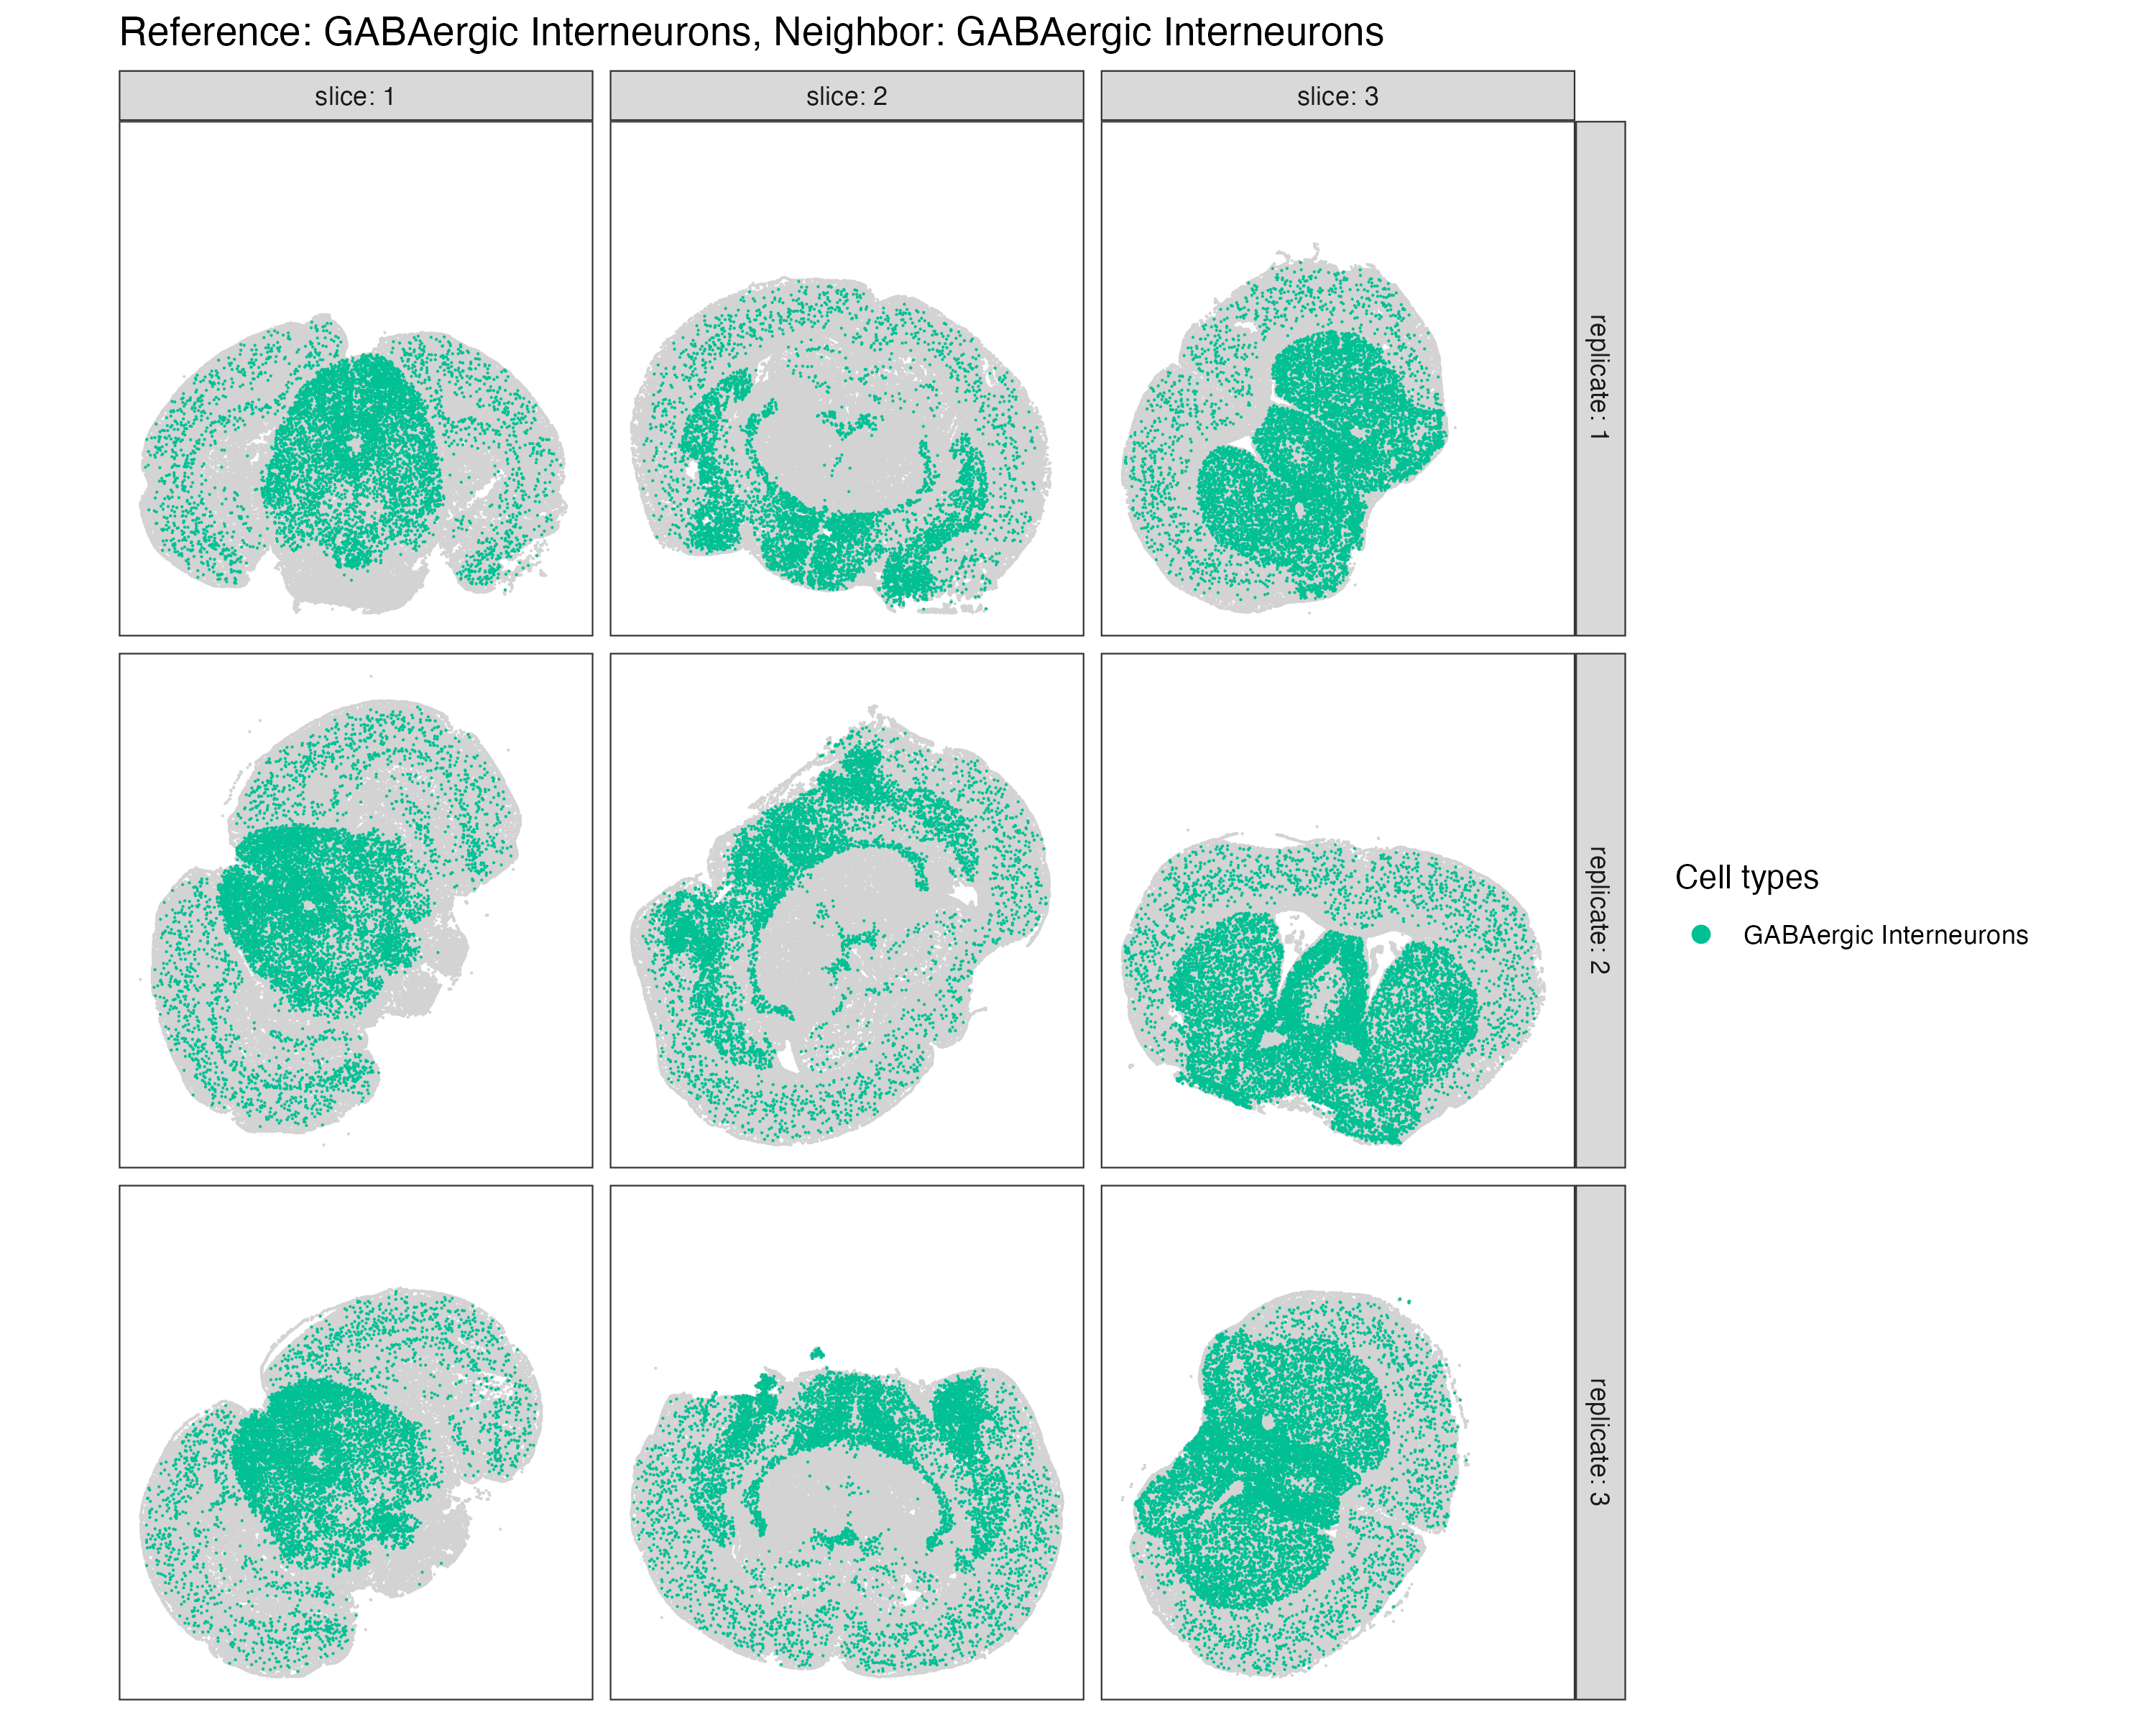 Reference: GABAergic Interneurons, Neighbor: GABAergic Interneurons
slice: 1
slice: 2
slice: 3
replicate: 1
replicate: 2
replicate: 3
Cell types
GABAergic Interneurons